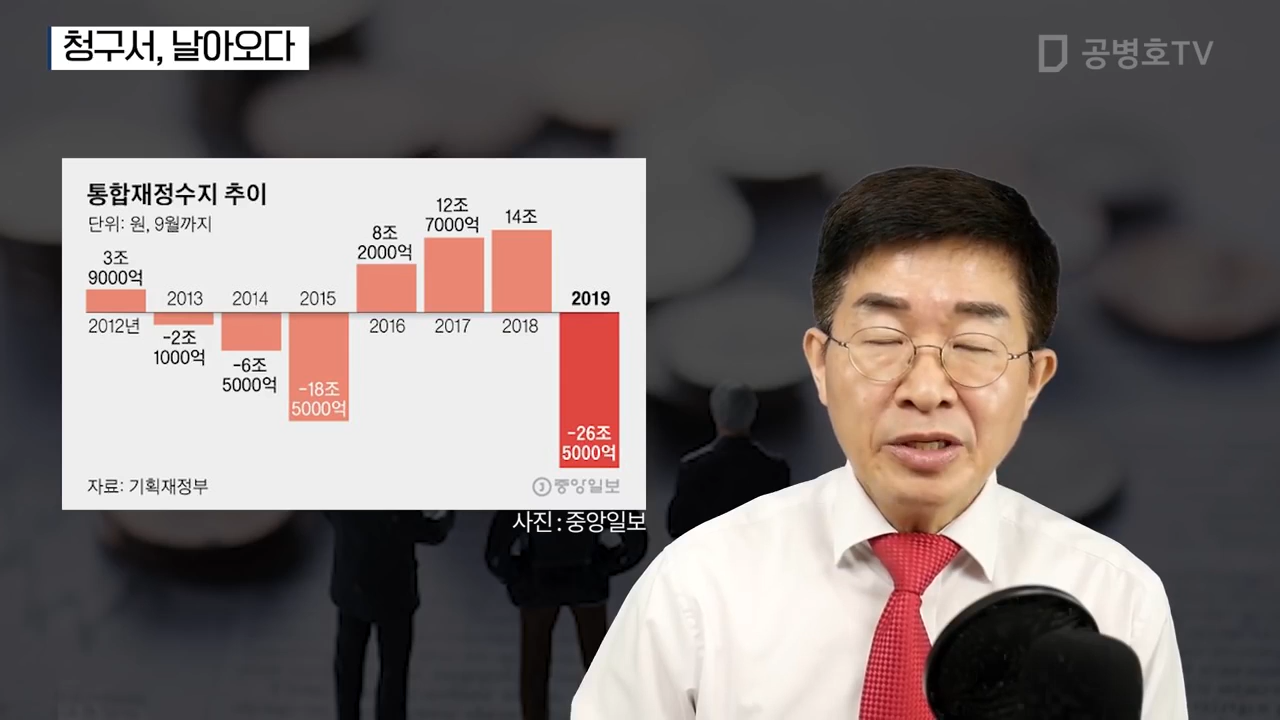 청구서, 날아오다
공병호TV
통합재정수지 추이
단위: 원, 9월까지
3조
9000억
2012년
2013
-2조
1000억
2014
-6조
5000억
2015
-18조
5000억
8조
2000억
2016
12조
7000억
2017
14조
2018
2019
-26조
5000억
자료: 기획재정부
중앙일보
사진 : 중앙일보